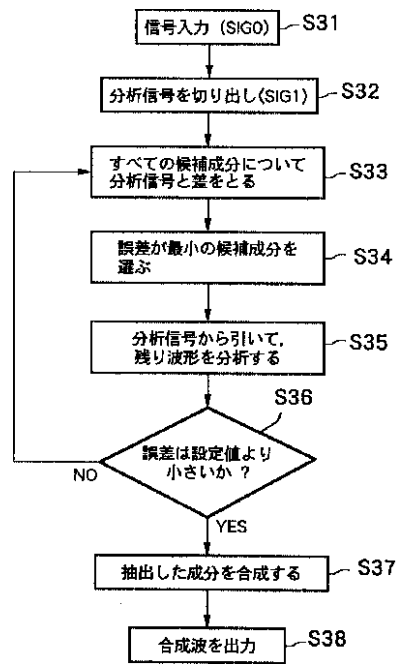 信号入力 (SIG0)
S31
分析信号を切り出し(SIG1)
S32
すべての候補成分について
分析信号と差をとる
S33
誤差が最小の候補成分を
選ぶ
S34
分析信号から引いて,
残り波形を分析する
S35
S36
誤差は設定値より
小さいか ?
NO
YES
抽出した成分を合成する
S37
合成波を出力
S38